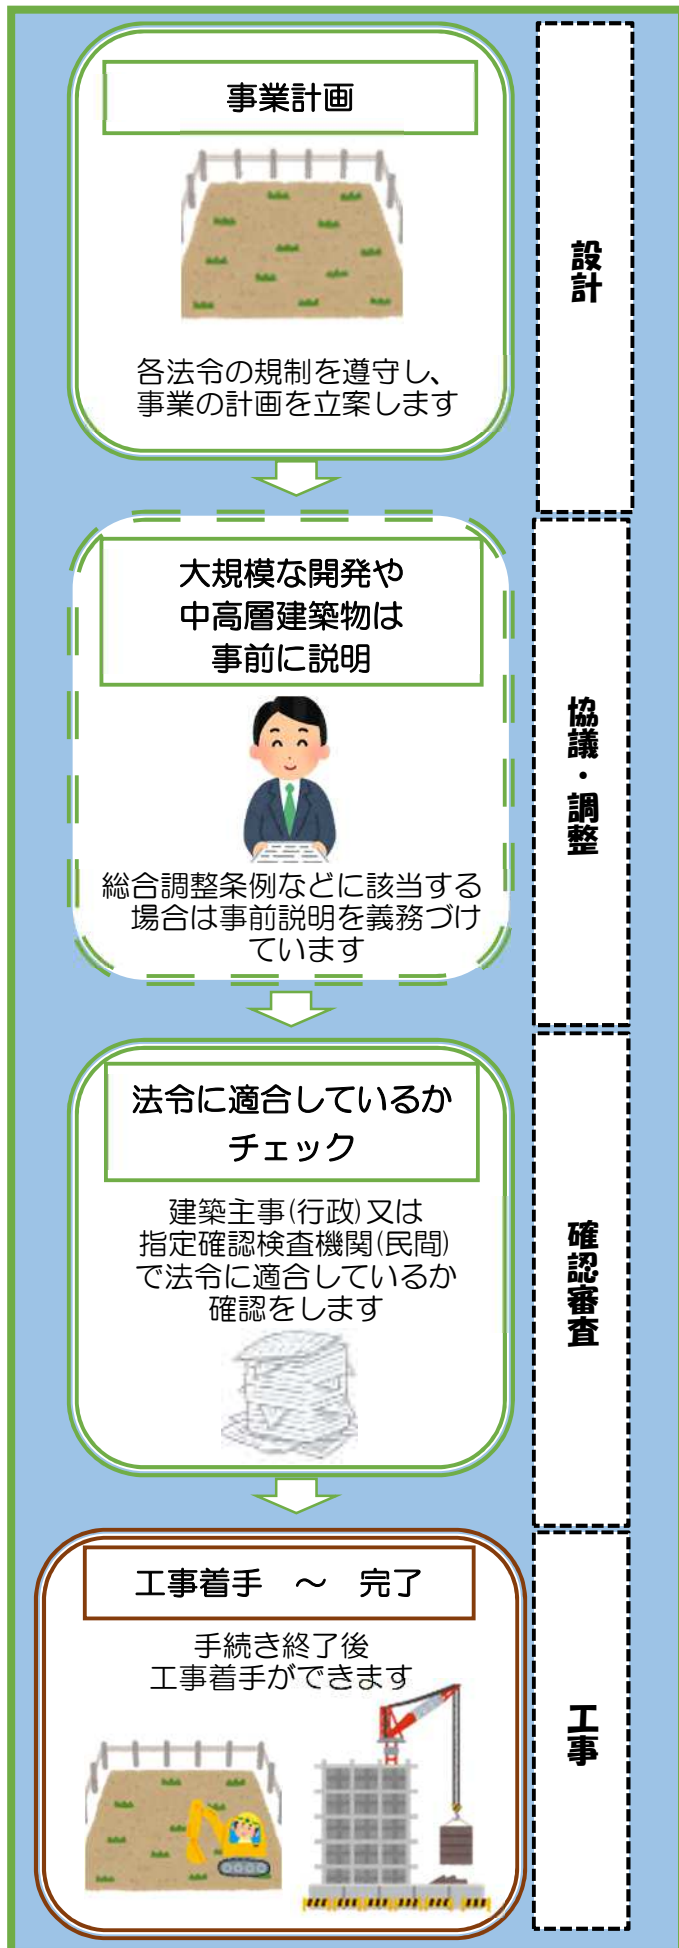 事業計画
各法令の規制を遵守し、
事業の計画を立案します
設計
大規模な開発や
中高層建築物は
事前に説明
総合調整条例などに該当する
場合は事前説明を義務づけ
ています
協議・調整
法令に適合しているか
チェック
建築主事(行政)又は
指定確認検査機関(民間)
で法令に適合しているか
確認をします
確認審査
工事着手 ～ 完了
手続き終了後
工事着手ができます
工事